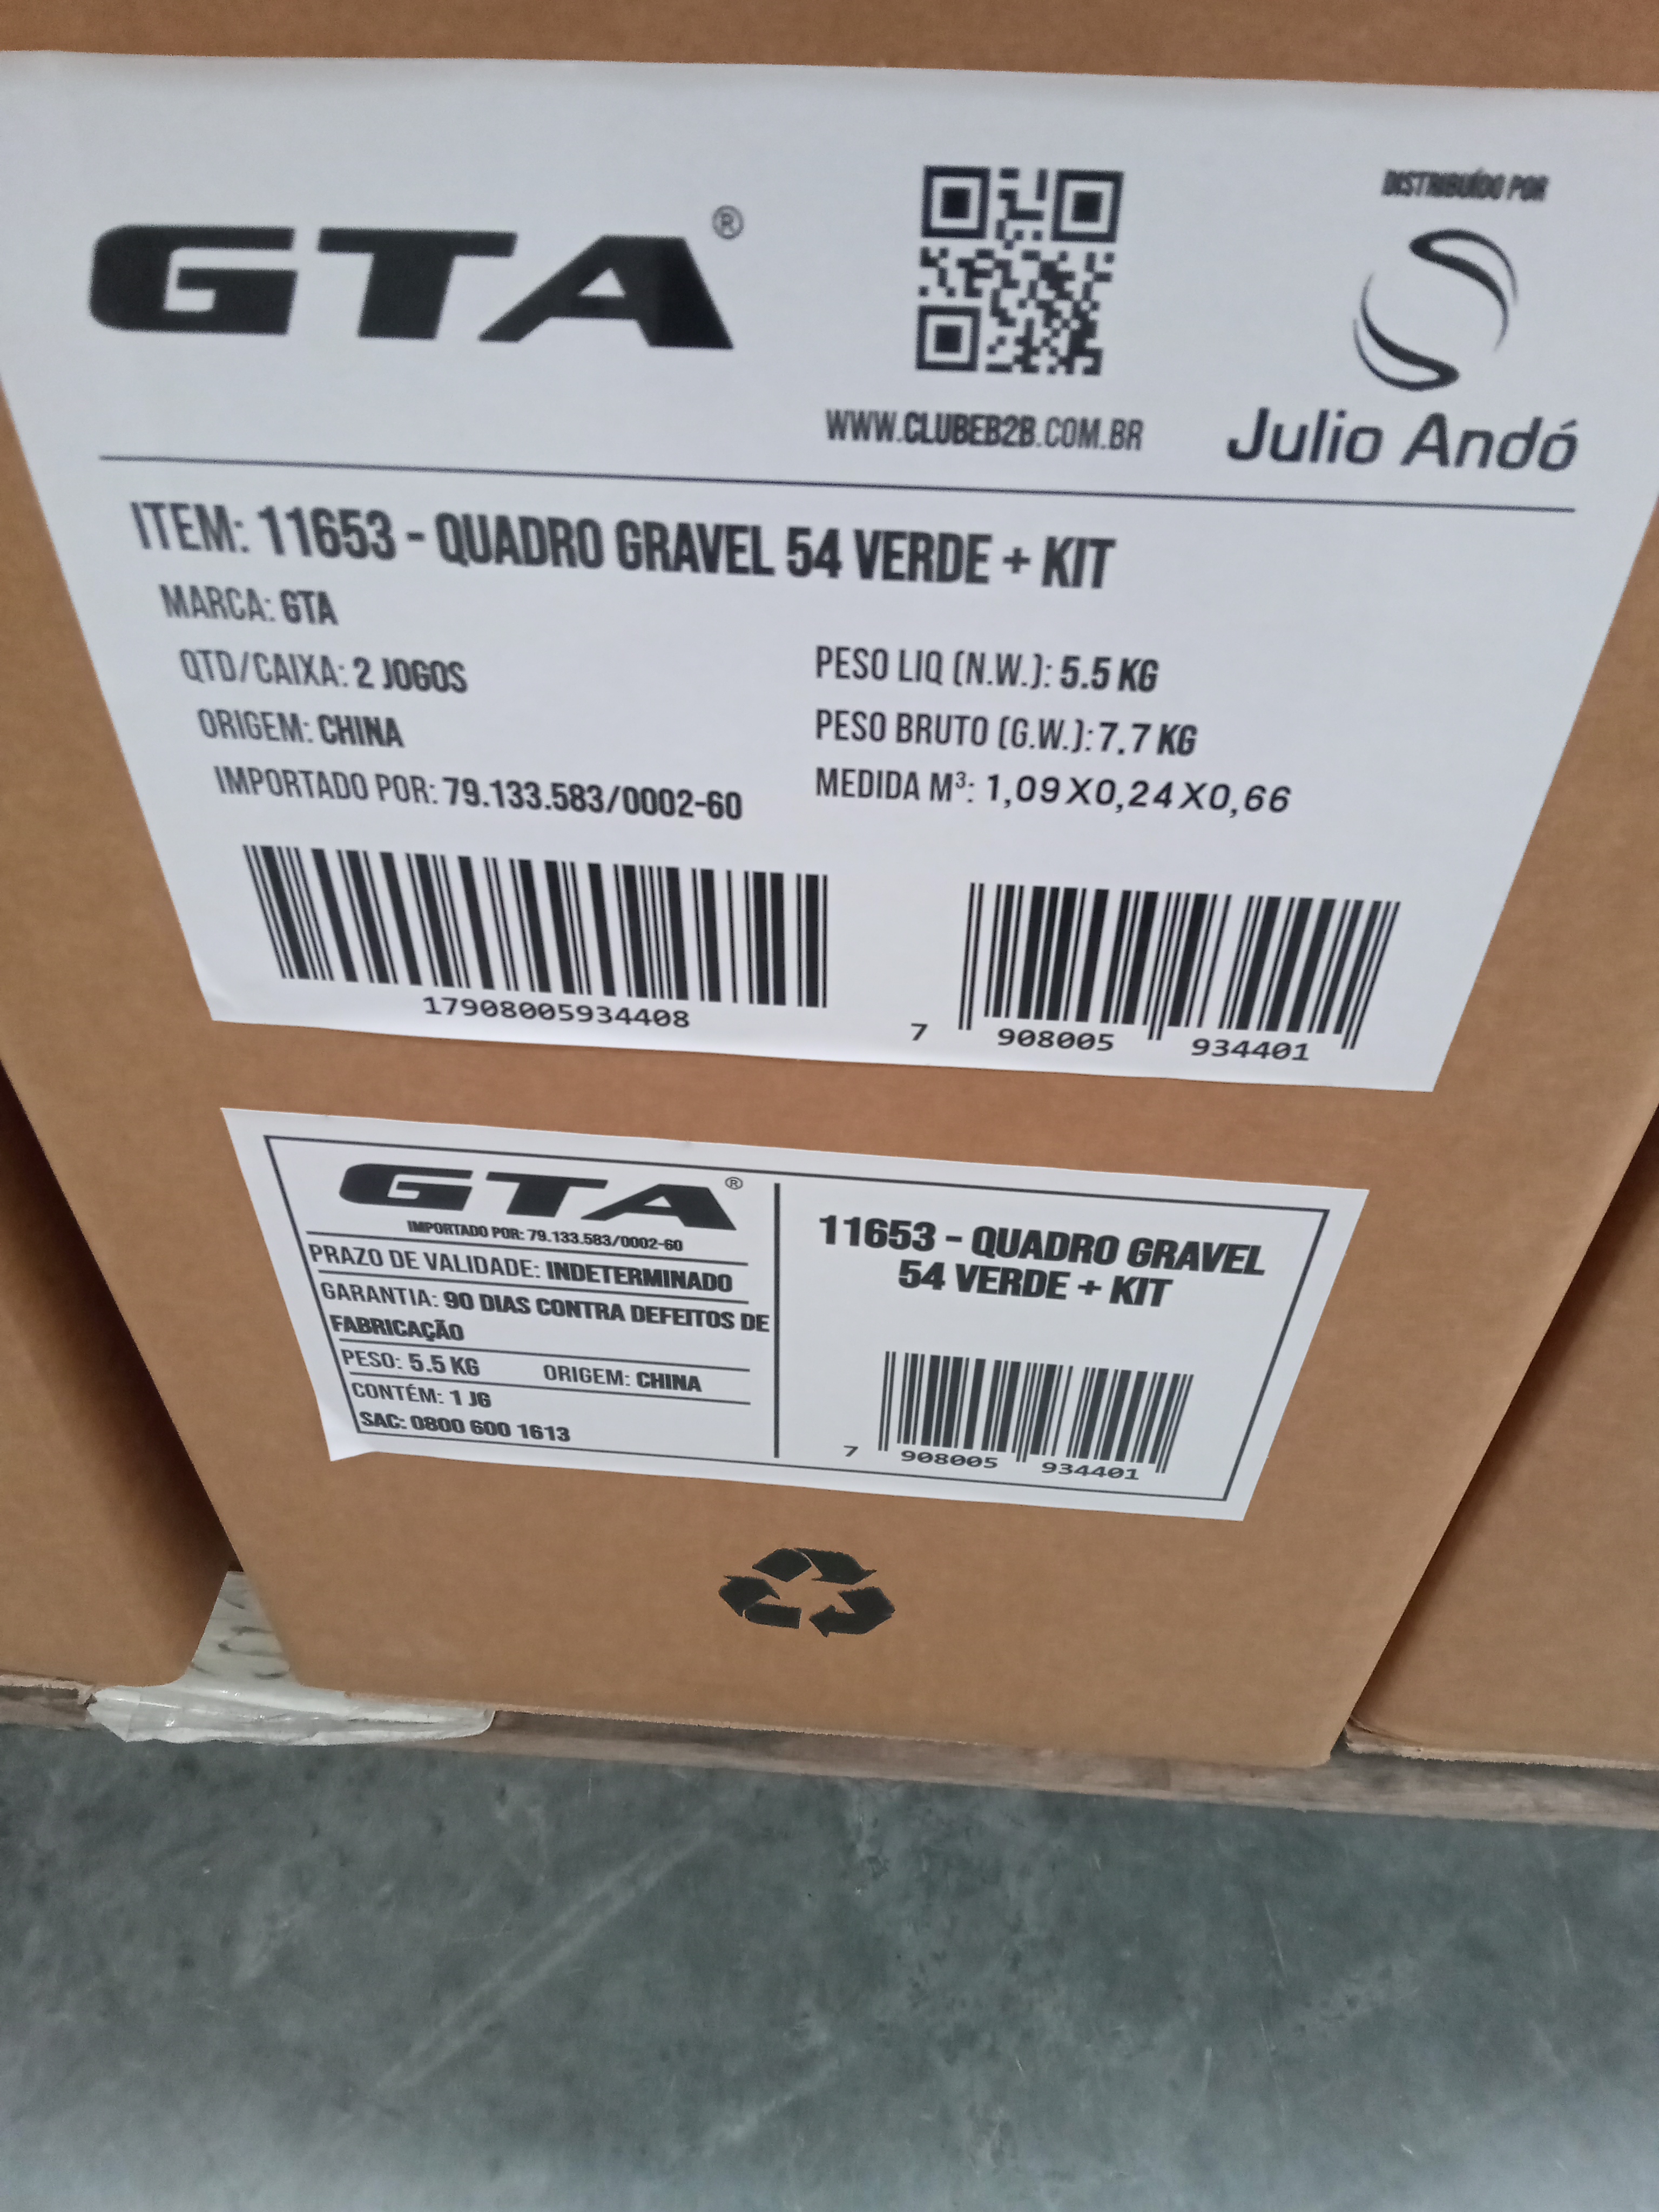 GTA®
DISTRIBUÍDO POR
Julio Andó
WWW.CLUBEB2B.COM.BR
ITEM: 11653 - QUADRO GRAVEL 54 VERDE + KIT
MARCA: GTA
QTD/CAIXA: 2 JOGOS
ORIGEM: CHINA
IMPORTADO POR: 79.133.583/0002-60
PESO LIQ (N.W.): 5.5 KG
PESO BRUTO (G.W.): 7.7 KG
MEDIDA M³: 1,09X0,24X0,66
17908005934408
7 908005 934401
GTA®
IMPORTADO POR: 79.133.583/0002-60
PRAZO DE VALIDADE: INDETERMINADO
GARANTIA: 90 DIAS CONTRA DEFEITOS DE
FABRICAÇÃO
PESO: 5.5 KG ORIGEM: CHINA
CONTÉM: 1 JG
SAC: 0800 600 1613
11653 - QUADRO GRAVEL
54 VERDE + KIT
7 908005 934401